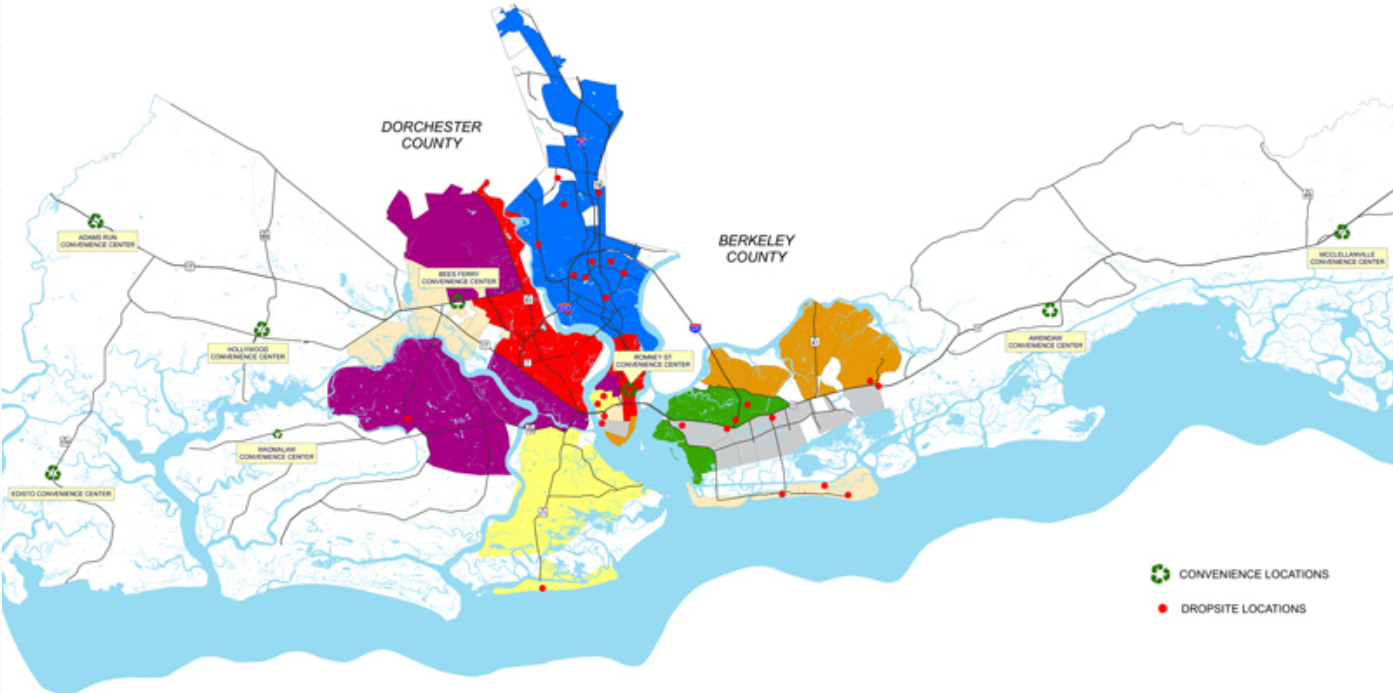 DORCHESTER
COUNTY
BERKELEY
COUNTY
ADAMS RUN
CONVENIENCE CENTER
BEES FERRY
CONVENIENCE CENTER
MCCLELLANVILLE
CONVENIENCE CENTER
HOLLYWOOD
CONVENIENCE CENTER
ROMNEY ST
CONVENIENCE CENTER
AWENDAW
CONVENIENCE CENTER
WADMALAW
CONVENIENCE CENTER
EDISTO CONVENIENCE CENTER
CONVENIENCE LOCATIONS
DROPSITE LOCATIONS